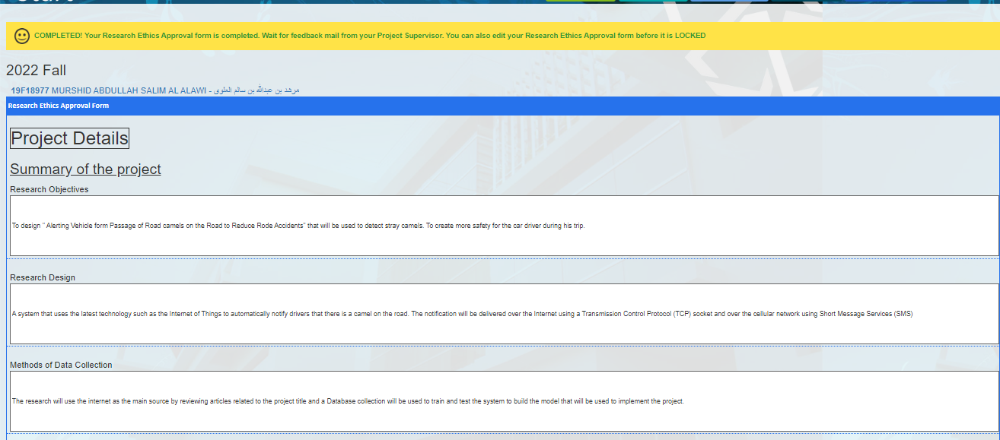 COMPLETED! Your Research Ethics Approval form is completed. Wait for feedback mail from your Project Supervisor. You can also edit your Research Ethics Approval form before it is LOCKED
2022 Fall
19F18977 MURSHID ABDULLAH SALIM AL ALAWI - مرشد بن عبدالله بن سالم العلوى
Research Ethics Approval Form
Project Details
Summary of the project
Research Objectives
To design " Alerting Vehicle form Passage of Road camels on the Road to Reduce Rode Accidents" that will be used to detect stray camels. To create more safety for the car driver during his trip.
Research Design
A system that uses the latest technology such as the Internet of Things to automatically notify drivers that there is a camel on the road. The notification will be delivered over the Internet using a Transmission Control Protocol (TCP) socket and over the cellular network using Short Message Services (SMS)
Methods of Data Collection
The research will use the internet as the main source by reviewing articles related to the project title and a Database collection will be used to train and test the system to build the model that will be used to implement the project.